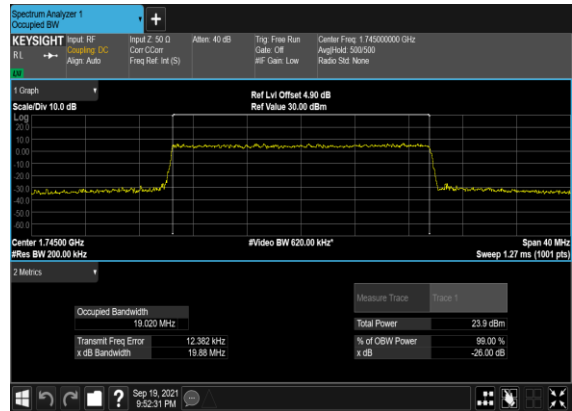 Spectrum Analyzer 1
Occupied BW
+
KEYSIGHT Input: RF Input Z: 50 Ω Atten: 40 dB Trig: Free Run Center Freq: 1.745000000 GHz
RL Coupling: DC Corr CCorr Gate: Off Avg|Hold: 500/500
Align: Auto Freq Ref: Int (S) #IF Gain: Low Radio Std: None
1 Graph
Ref Lvl Offset 4.90 dB
Scale/Div 10.0 dB Ref Value 30.00 dBm
Log
20.0
10.0
0.00
-10.0
-20.0
-30.0
-40.0
-50.0
-60.0
Center 1.74500 GHz #Video BW 620.00 kHz* Span 40 MHz
#Res BW 200.00 kHz Sweep 1.27 ms (1001 pts)
2 Metrics
Measure Trace Trace 1
Occupied Bandwidth
19.020 MHz Total Power 23.9 dBm
Transmit Freq Error 12.382 kHz % of OBW Power 99.00 %
x dB Bandwidth 19.88 MHz x dB -26.00 dB
? Sep 19, 2021
9:52:31 PM